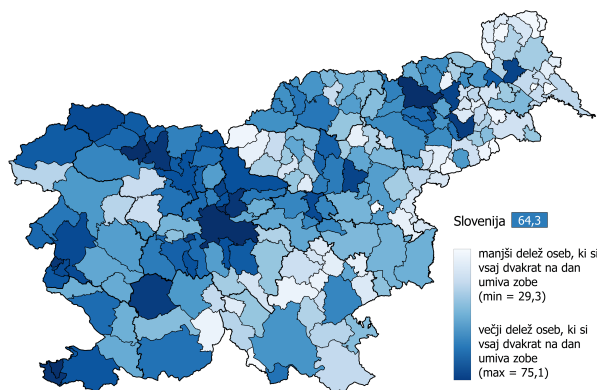 Slovenija 64,3
manjši delež oseb, ki si
vsaj dvakrat na dan
umiva zobe
(min = 29,3)
večji delež oseb, ki si
vsaj dvakrat na dan
umiva zobe
(max = 75,1)